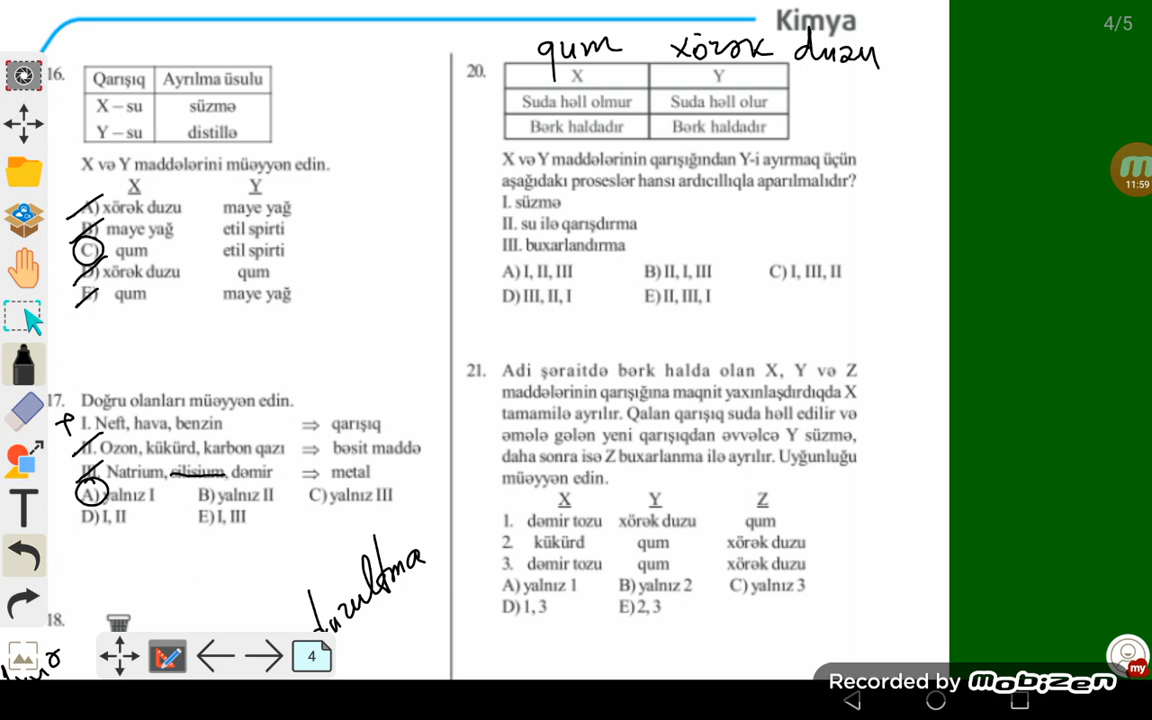 Kimya
4/5
qum xörək duzu
16.
Qarışıq Ayrılma üsulu
X – su süzmə
Y – su distillə
X və Y maddələrini müəyyən edin.
X Y
A) xörək duzu maye yağ
B) maye yağ etil spirti
C) qum etil spirti
D) xörək duzu qum
E) qum maye yağ
17. Doğru olanları müəyyən edin.
I. Neft, hava, benzin ⇒ qarışıq
II. Ozon, kükürd, karbon qazı ⇒ bəsit maddə
III. Natrium, silisium, dəmir ⇒ metal
A) yalnız I B) yalnız II C) yalnız III
D) I, II E) I, III
18.
20.
X Y
Suda həll olmur Suda həll olur
Bərk haldadır Bərk haldadır
X və Y maddələrinin qarışığından Y-i ayırmaq üçün
aşağıdakı proseslər hansı ardıcıllıqla aparılmalıdır?
I. süzmə
II. su ilə qarışdırma
III. buxarlandırma
A) I, II, III B) II, I, III C) I, III, II
D) III, II, I E) II, III, I
21. Adi şəraitdə bərk halda olan X, Y və Z
maddələrinin qarışığına maqnit yaxınlaşdırdıqda X
tamamilə ayrılır. Qalan qarışıq suda həll edilir və
əmələ gələn yeni qarışıqdan əvvəlcə Y süzmə,
daha sonra isə Z buxarlanma ilə ayrılır. Uyğunluğu
müəyyən edin.
X Y Z
1. dəmir tozu xörək duzu qum
2. kükürd qum xörək duzu
3. dəmir tozu qum xörək duzu
A) yalnız 1 B) yalnız 2 C) yalnız 3
D) 1, 3 E) 2, 3
T
4
11:59
my
Recorded by mobizen